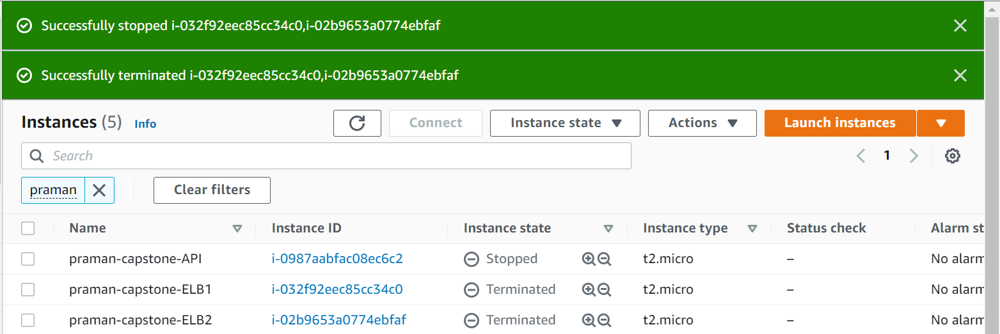 Successfully stopped i-032f92eec85cc34c0,i-02b9653a0774ebfaf
Successfully terminated i-032f92eec85cc34c0,i-02b9653a0774ebfaf
Instances (5) Info Connect Instance state Actions Launch instances
Search 1
praman Clear filters
Name Instance ID Instance state Instance type Status check Alarm st
praman-capstone-API i-0987aabfac08ec6c2 Stopped t2.micro – No alarm
praman-capstone-ELB1 i-032f92eec85cc34c0 Terminated t2.micro – No alarm
praman-capstone-ELB2 i-02b9653a0774ebfaf Terminated t2.micro – No alarm